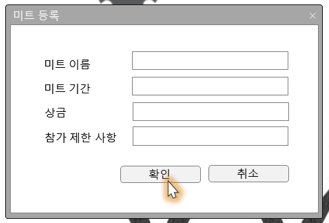 미트 등록
미트 이름
미트 기간
상금
참가 제한 사항
확인 취소